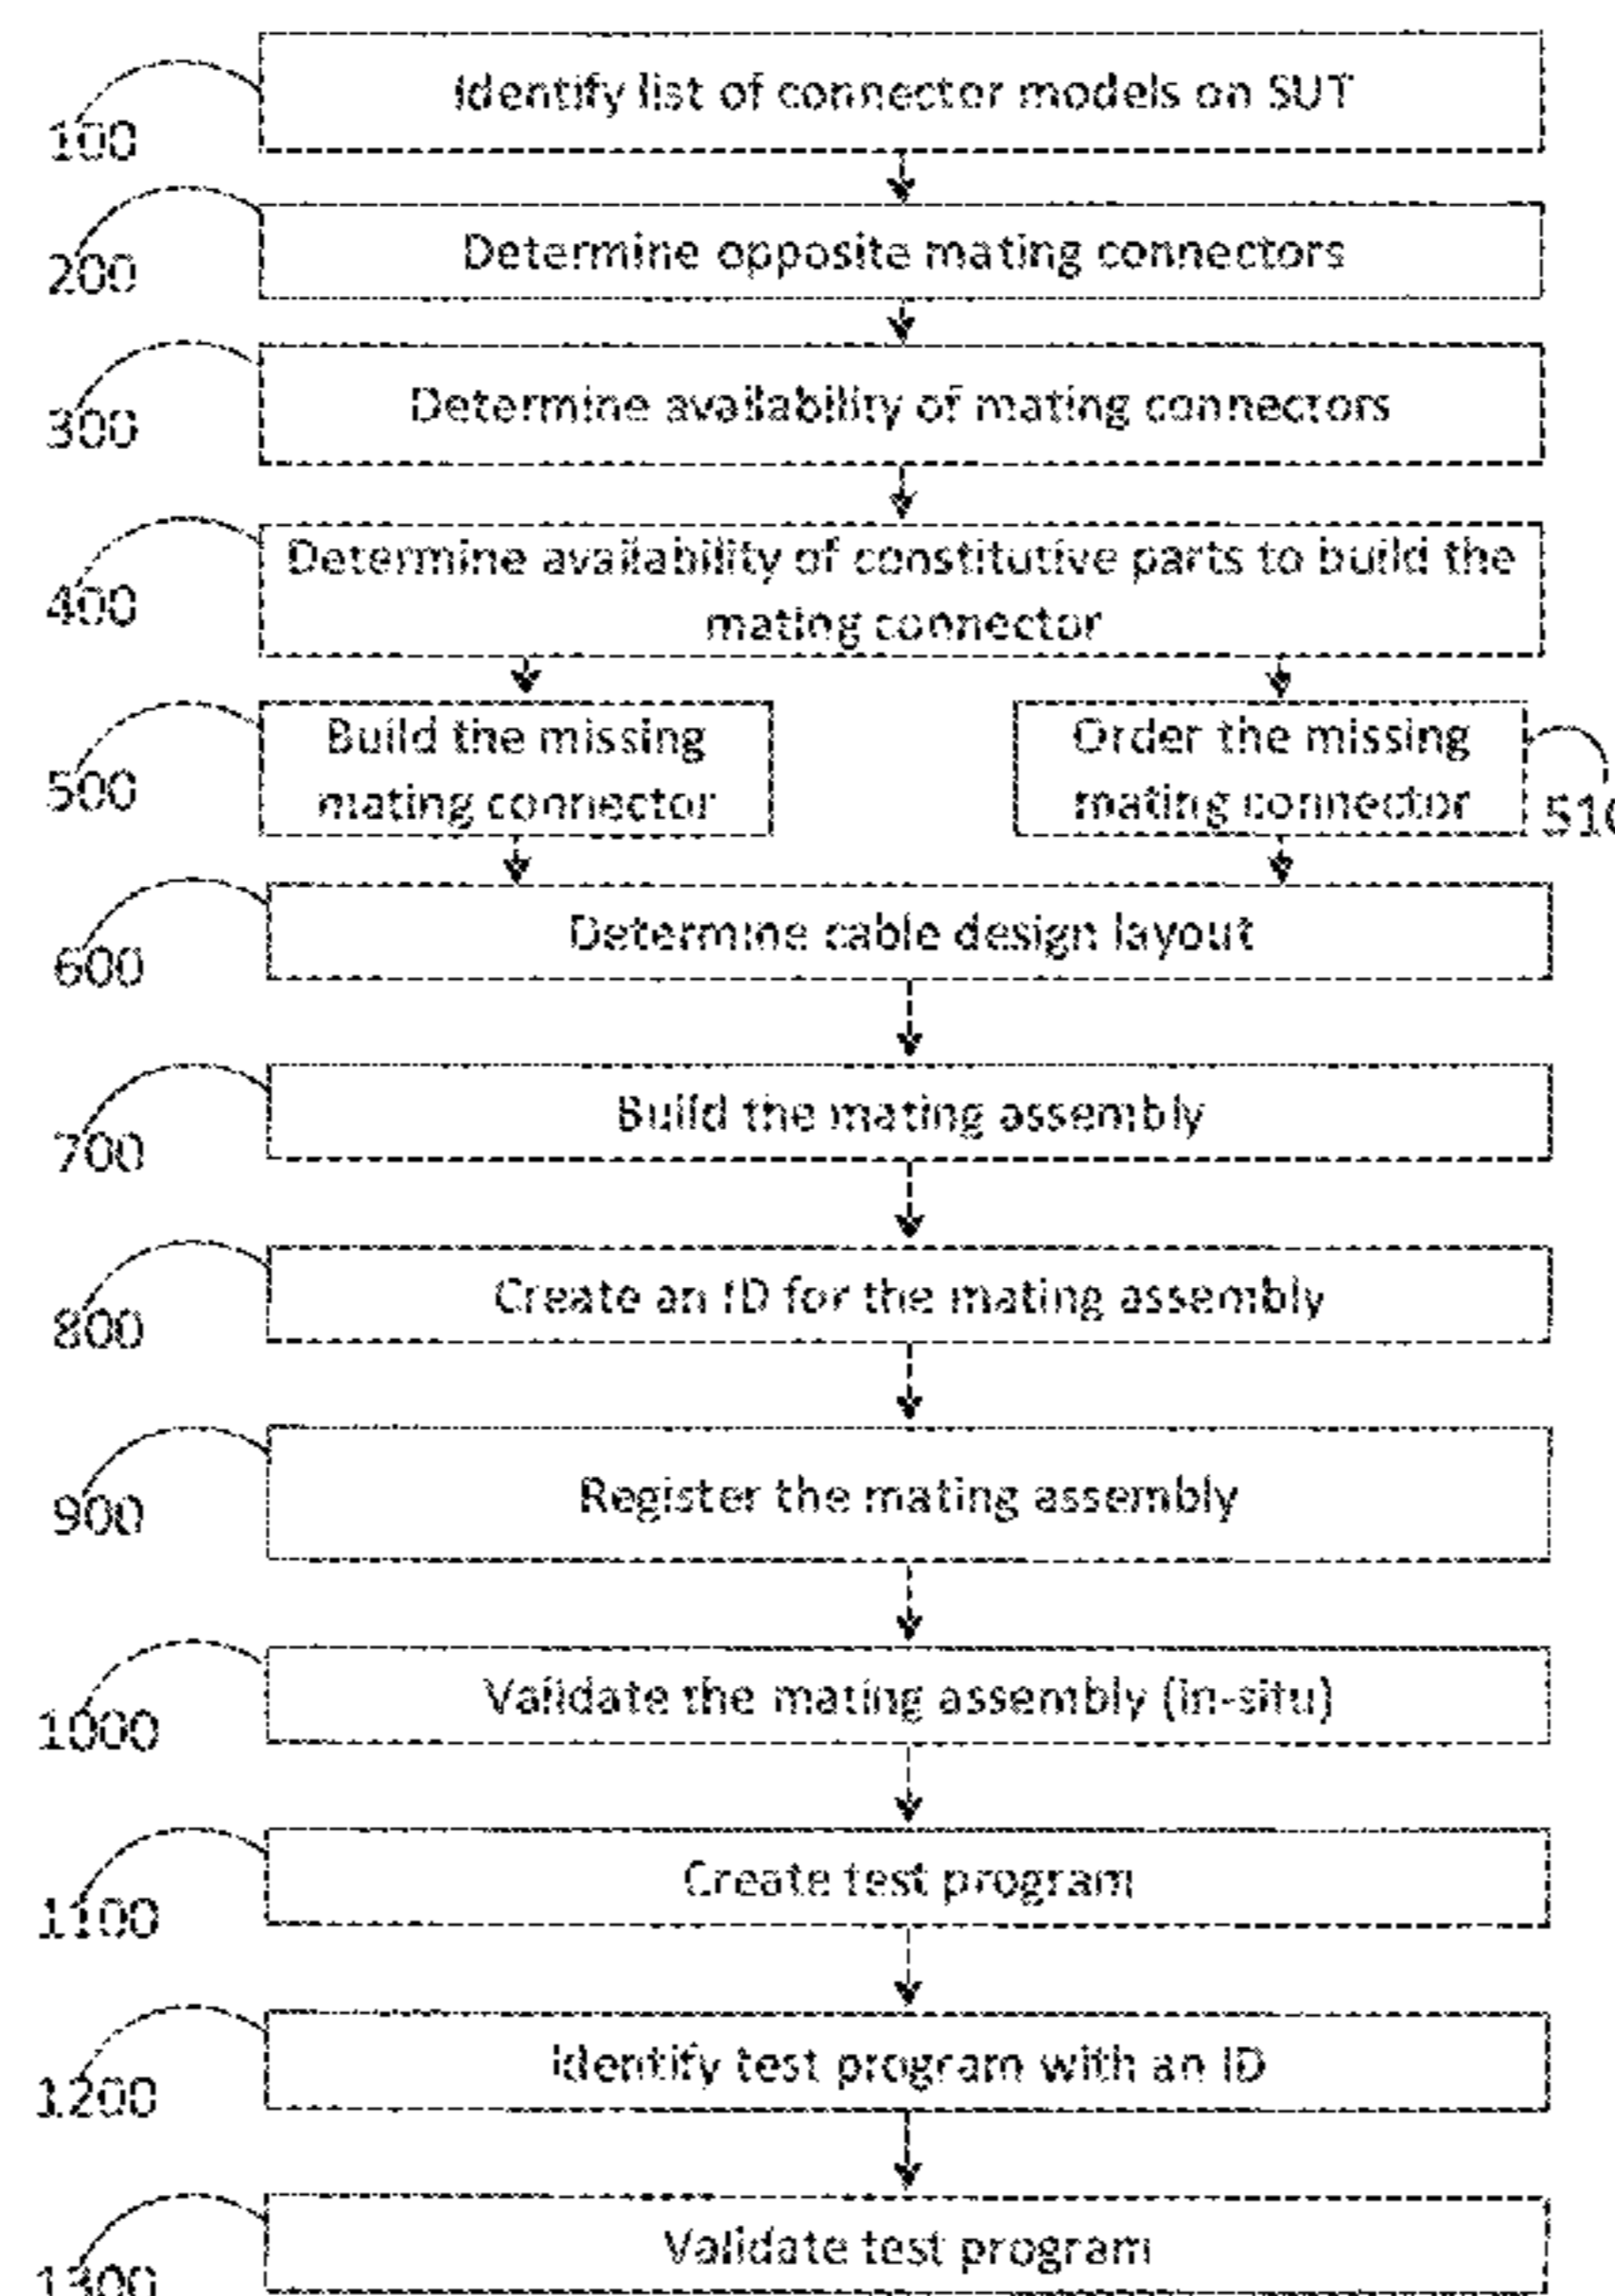 Identify list of connector models on SUT
100
Determine opposite mating connectors
200
Determine availability of mating connectors
300
Determine availability of constitutive parts to build the
mating connector
400
Build the missing
mating connector
500
Order the missing
mating connector
510
Determine cable design layout
600
Build the mating assembly
700
Create an ID for the mating assembly
800
Register the mating assembly
900
Validate the mating assembly (in-situ)
1000
Create test program
1100
Identify test program with an ID
1200
Validate test program
1300